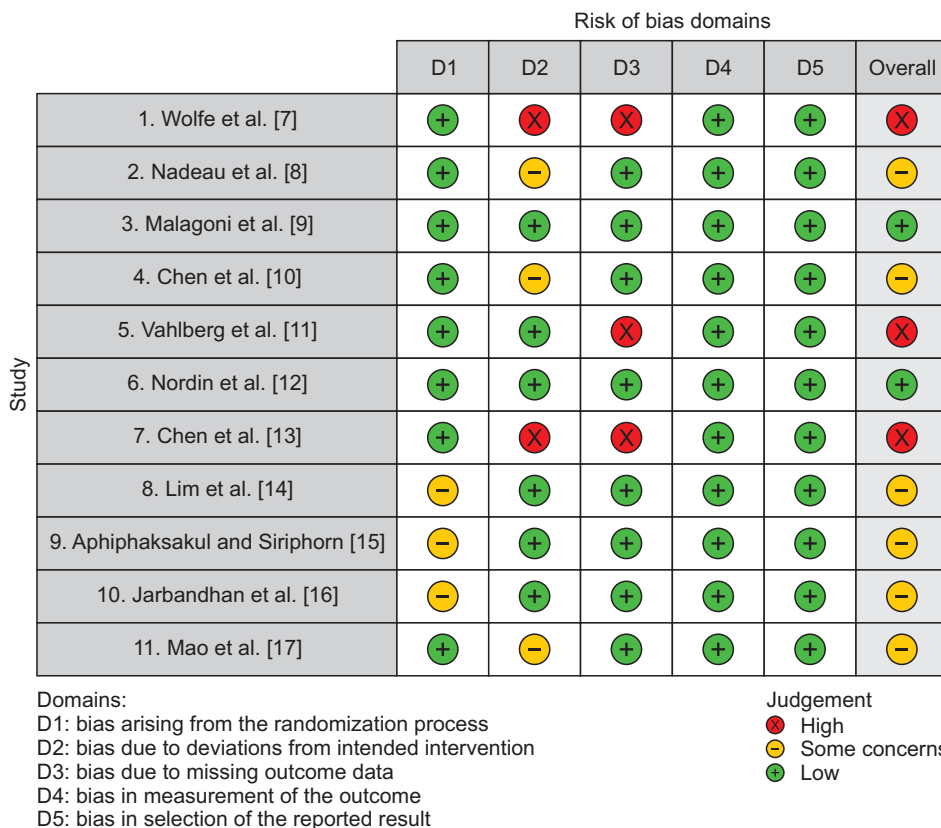 Risk of bias domains
D1 D2 D3 D4 D5 Overall
Study
1. Wolfe et al. [7] + X X + + X
2. Nadeau et al. [8] + − + + + −
3. Malagoni et al. [9] + + + + + +
4. Chen et al. [10] + − + + + −
5. Vahlberg et al. [11] + + X + + X
6. Nordin et al. [12] + + + + + +
7. Chen et al. [13] + X X + + X
8. Lim et al. [14] − + + + + −
9. Aphiphaksakul and Siriphorn [15] − + + + + −
10. Jarbandhan et al. [16] − + + + + −
11. Mao et al. [17] + − + + + −
Domains:
D1: bias arising from the randomization process
D2: bias due to deviations from intended intervention
D3: bias due to missing outcome data
D4: bias in measurement of the outcome
D5: bias in selection of the reported result
Judgement
X High
− Some concerns
+ Low